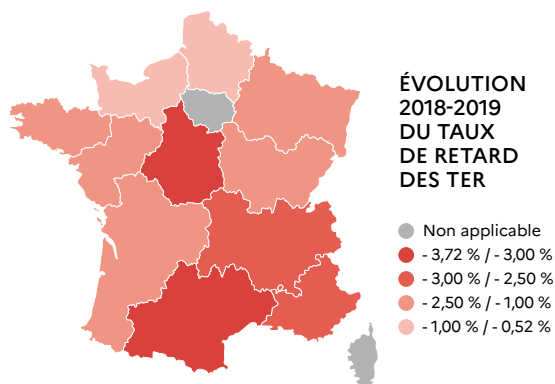 ÉVOLUTION
2018-2019
DU TAUX
DE RETARD
DES TER
Non applicable
- 3,72 % / - 3,00 %
- 3,00 % / - 2,50 %
- 2,50 % / - 1,00 %
- 1,00 % / - 0,52 %